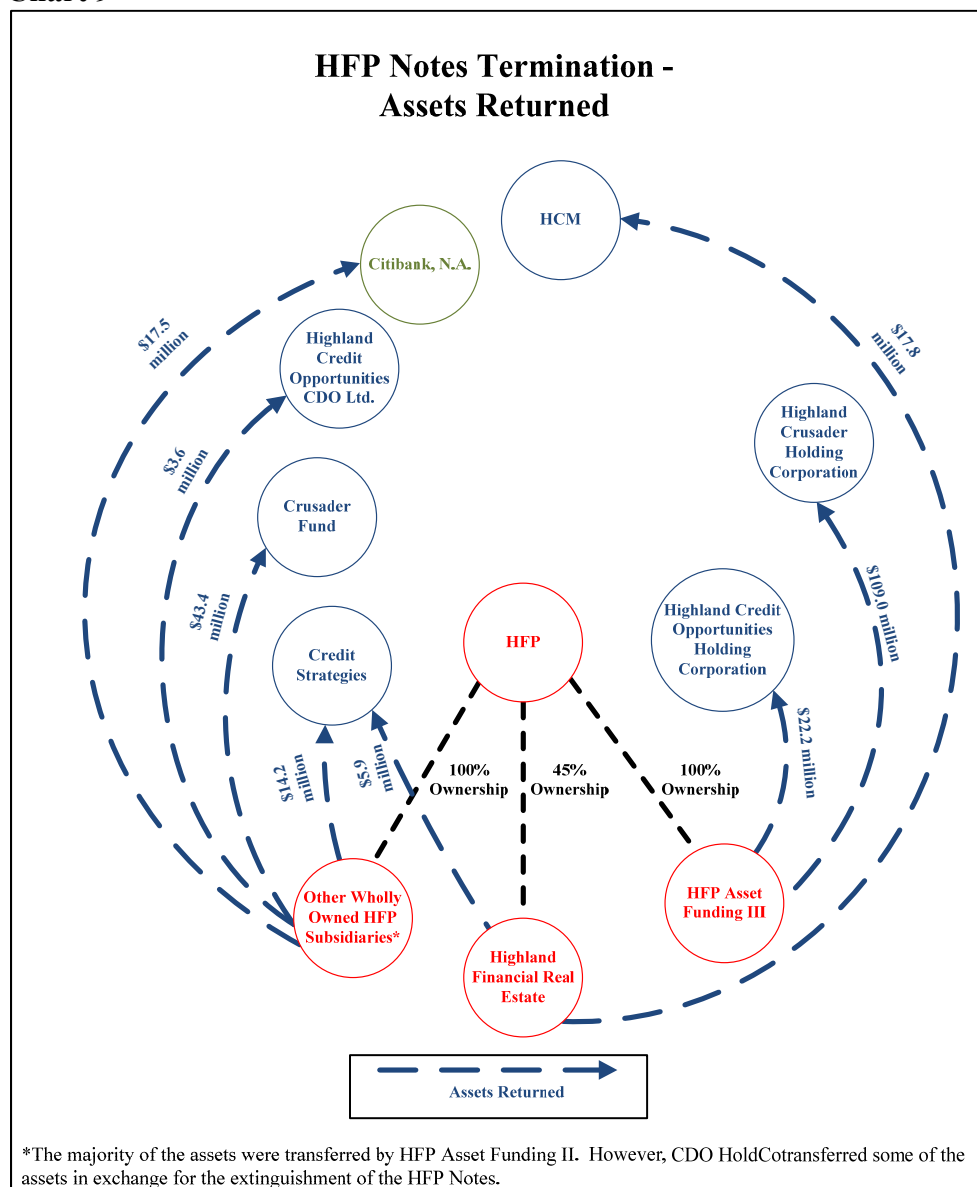 HFP Notes Termination -
Assets Returned
HCM
Citibank, N.A.
$17.5
million
$17.8
million
Highland
Credit
Opportunities
CDO Ltd.
Highland
Crusader
Holding
Corporation
$3.6
million
Crusader
Fund
$43.4
million
$109.0 million
Highland Credit
Opportunities
Holding
Corporation
HFP
Credit
Strategies
$22.2 million
$14.2
million
$5.9
million
100%
Ownership
45%
Ownership
100%
Ownership
Other Wholly
Owned HFP
Subsidiaries*
HFP Asset
Funding III
Highland
Financial Real
Estate
Assets Returned
*The majority of the assets were transferred by HFP Asset Funding II.  However, CDO HoldCotransferred some of the
assets in exchange for the extinguishment of the HFP Notes.